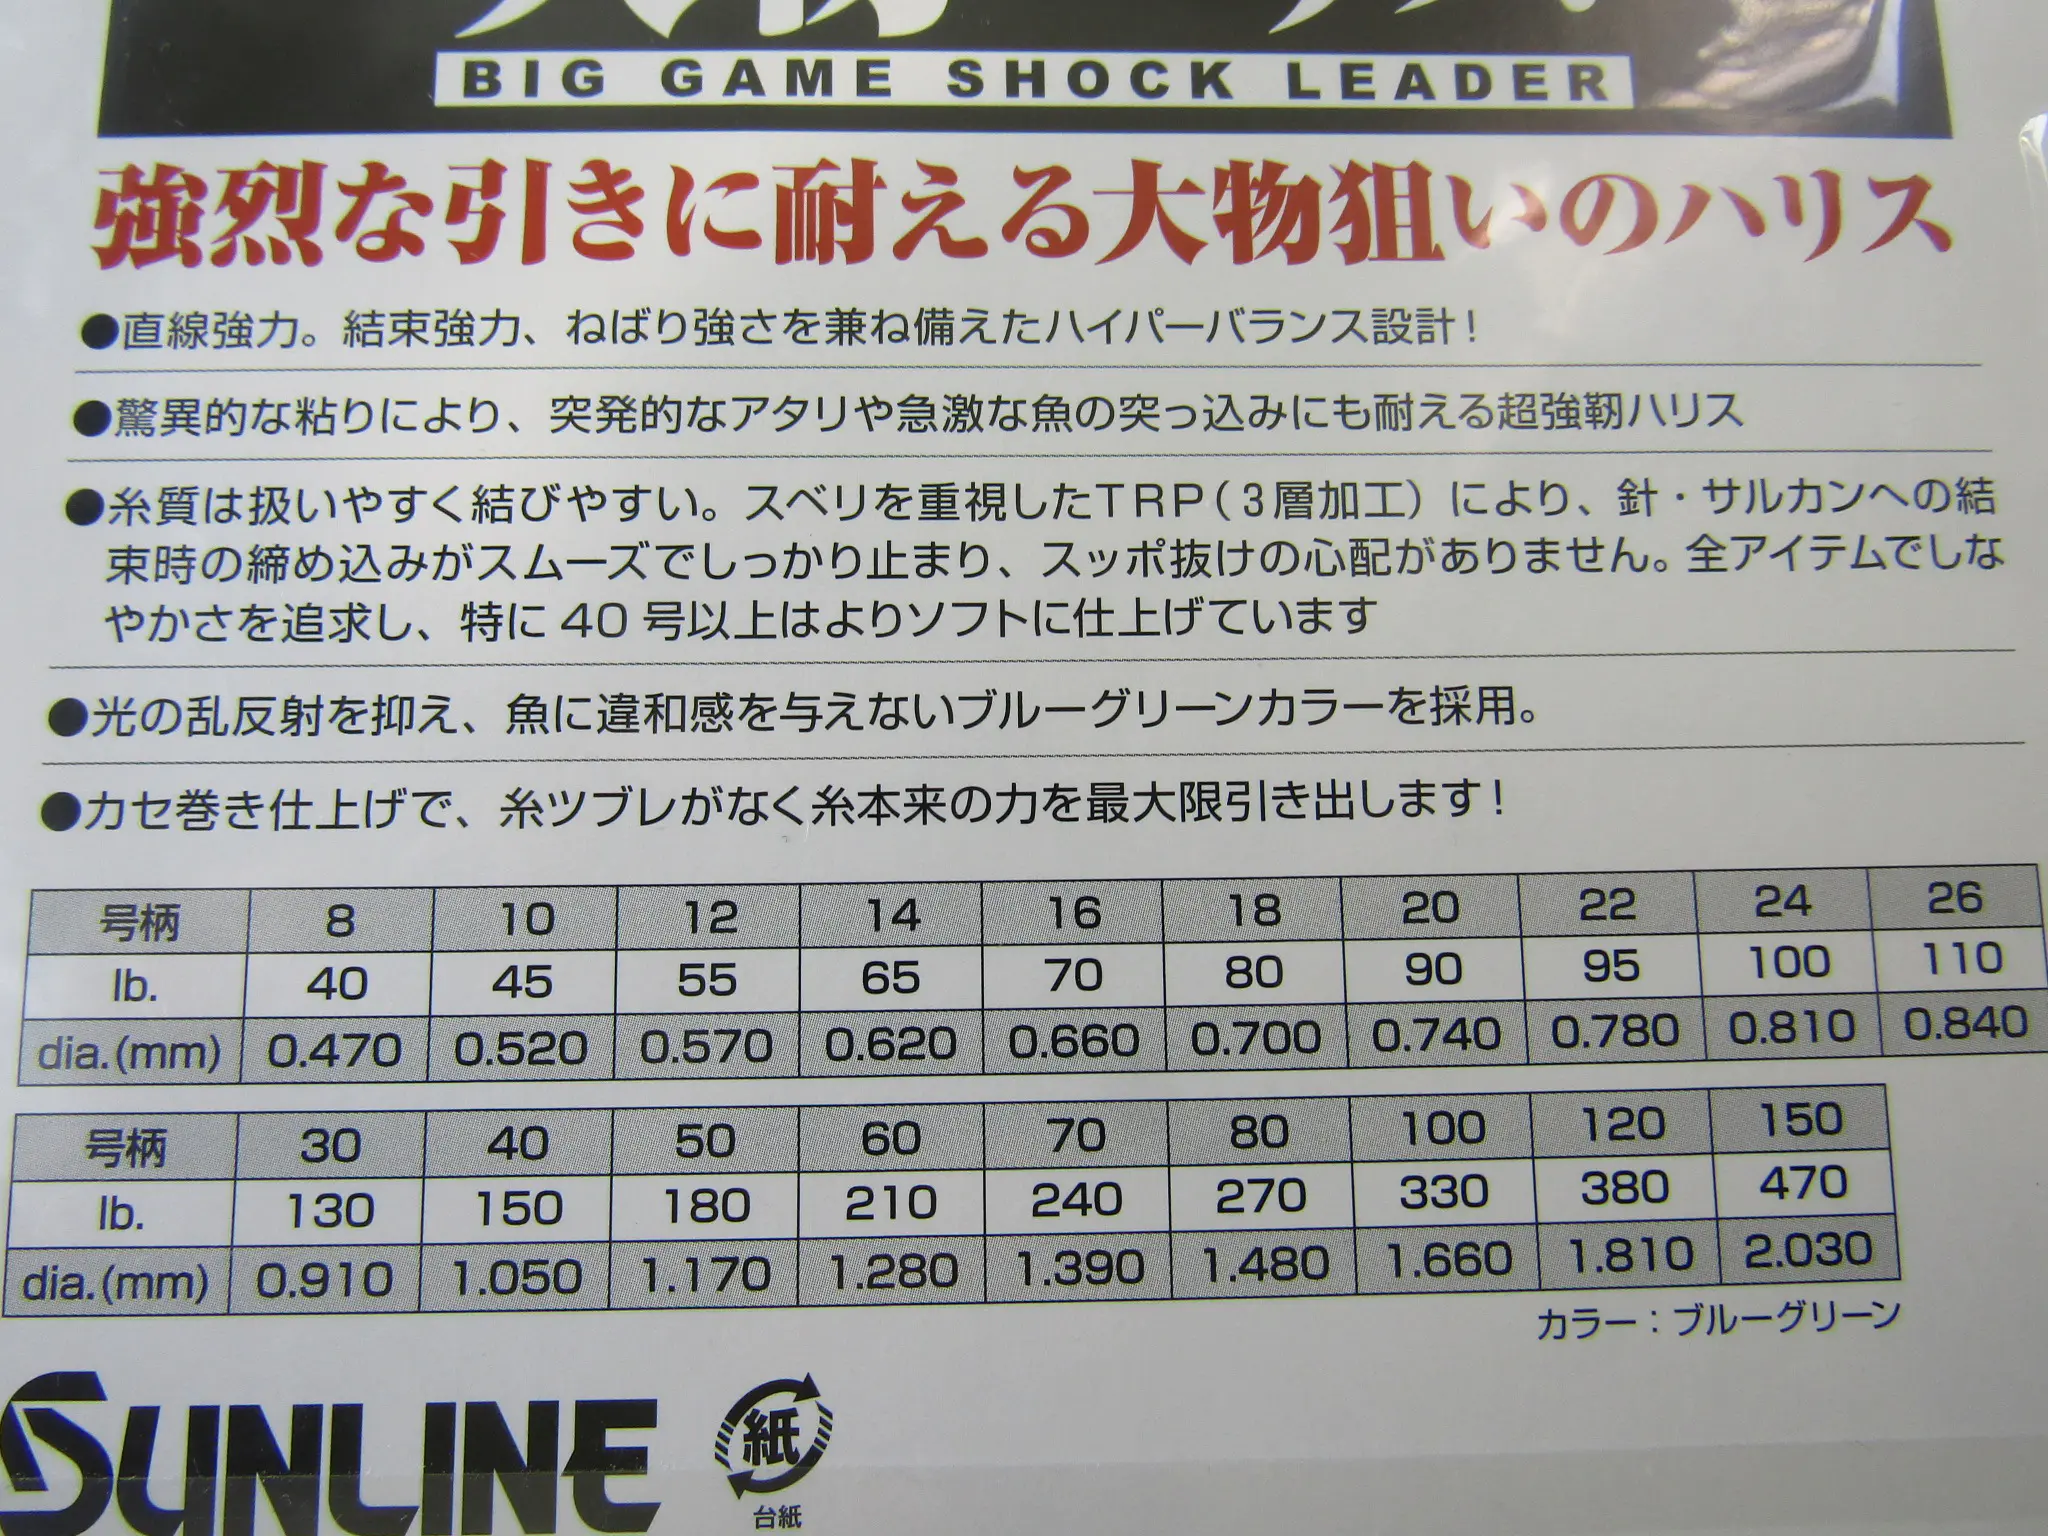 BIG GAME SHOCK LEADER
強烈な引きに耐える大物狙いのハリス
●直線強力。結束強力、ねばり強さを兼ね備えたハイパーバランス設計！
●驚異的な粘りにより、突発的なアタリや急激な魚の突っ込みにも耐える超強靭ハリス
●糸質は扱いやすく結びやすい。スベリを重視したTRP（3層加工）により、針・サルカンへの結
束時の締め込みがスムーズでしっかり止まり、スッポ抜けの心配がありません。全アイテムでしな
やかさを追求し、特に 40 号以上はよりソフトに仕上げています
●光の乱反射を抑え、魚に違和感を与えないブルーグリーンカラーを採用。
●カセ巻き仕上げで、糸ツブレがなく糸本来の力を最大限引き出します！
号柄 8 10 12 14 16 18 20 22 24 26
lb. 40 45 55 65 70 80 90 95 100 110
dia.(mm) 0.470 0.520 0.570 0.620 0.660 0.700 0.740 0.780 0.810 0.840
号柄 30 40 50 60 70 80 100 120 150
lb. 130 150 180 210 240 270 330 380 470
dia.(mm) 0.910 1.050 1.170 1.280 1.390 1.480 1.660 1.810 2.030
カラー：ブルーグリーン
SUNLINE
紙
台紙